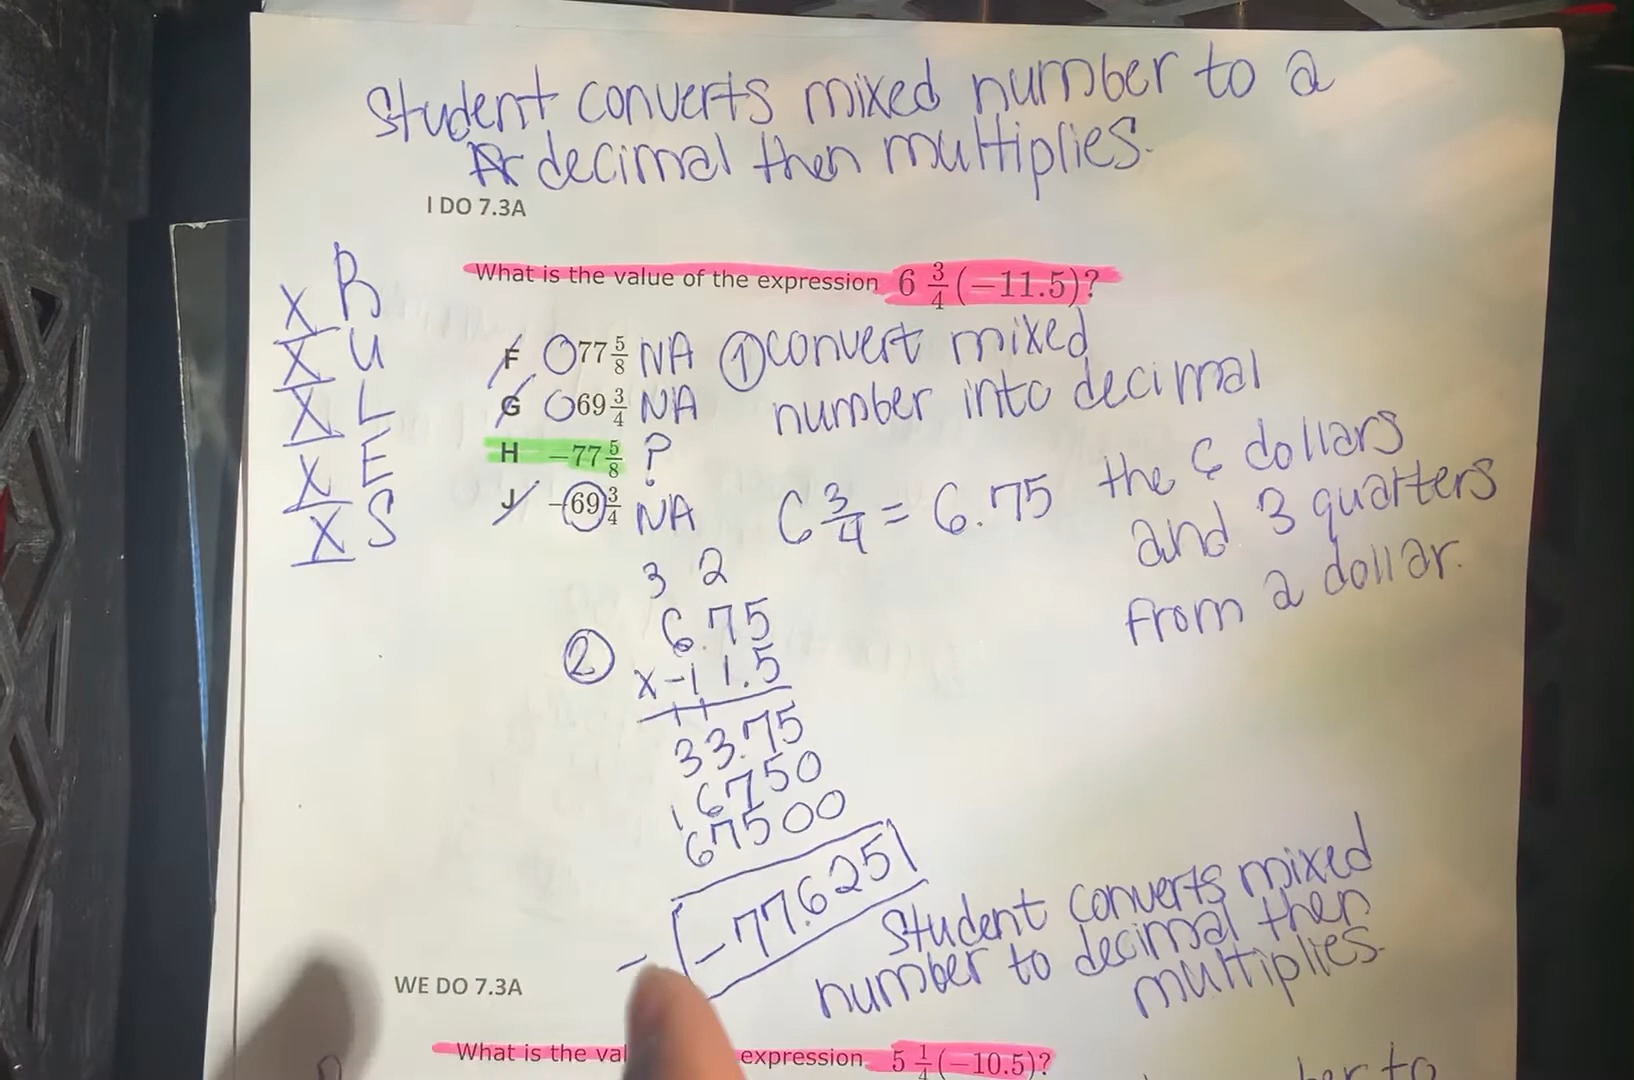 Student converts mixed number to a
decimal then multiplies.
I DO 7.3A
What is the value of the expression 6 3/4 (−11.5)?
x R
x U
x L
x E
x S
F 77 5/8 NA
G 69 3/4 NA
H −77 5/8 ?
J −69 3/4 NA
① convert mixed
number into decimal
6 3/4 = 6.75
the 6 dollars
and 3 quarters
from a dollar.
3 2
② 6.75
x -11.5
33.75
16750
67500
-77.625
Student converts mixed
number to decimal then
multiplies.
WE DO 7.3A
What is the expression 5 1/4 (−10.5)?
to